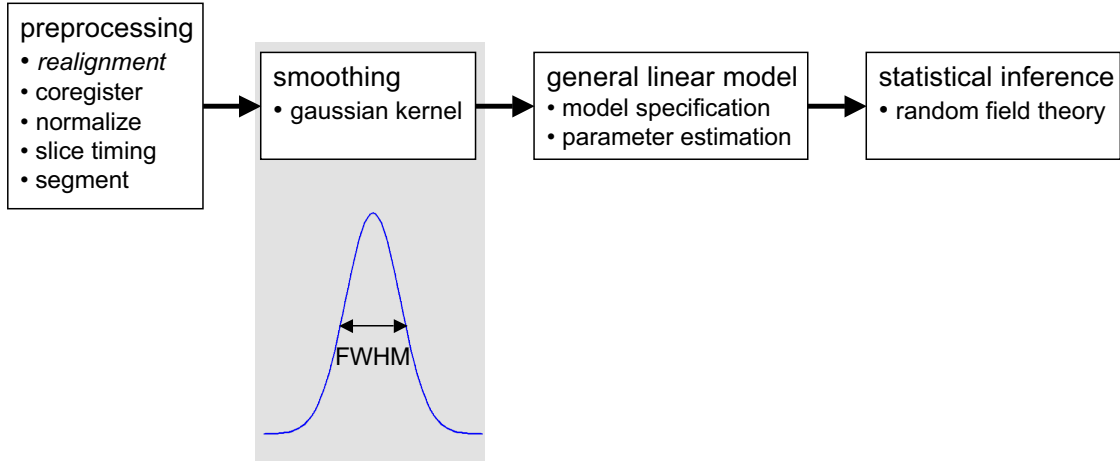 preprocessing
• realignment
• coregister
• normalize
• slice timing
• segment
smoothing
• gaussian kernel
general linear model
• model specification
• parameter estimation
statistical inference
• random field theory
FWHM